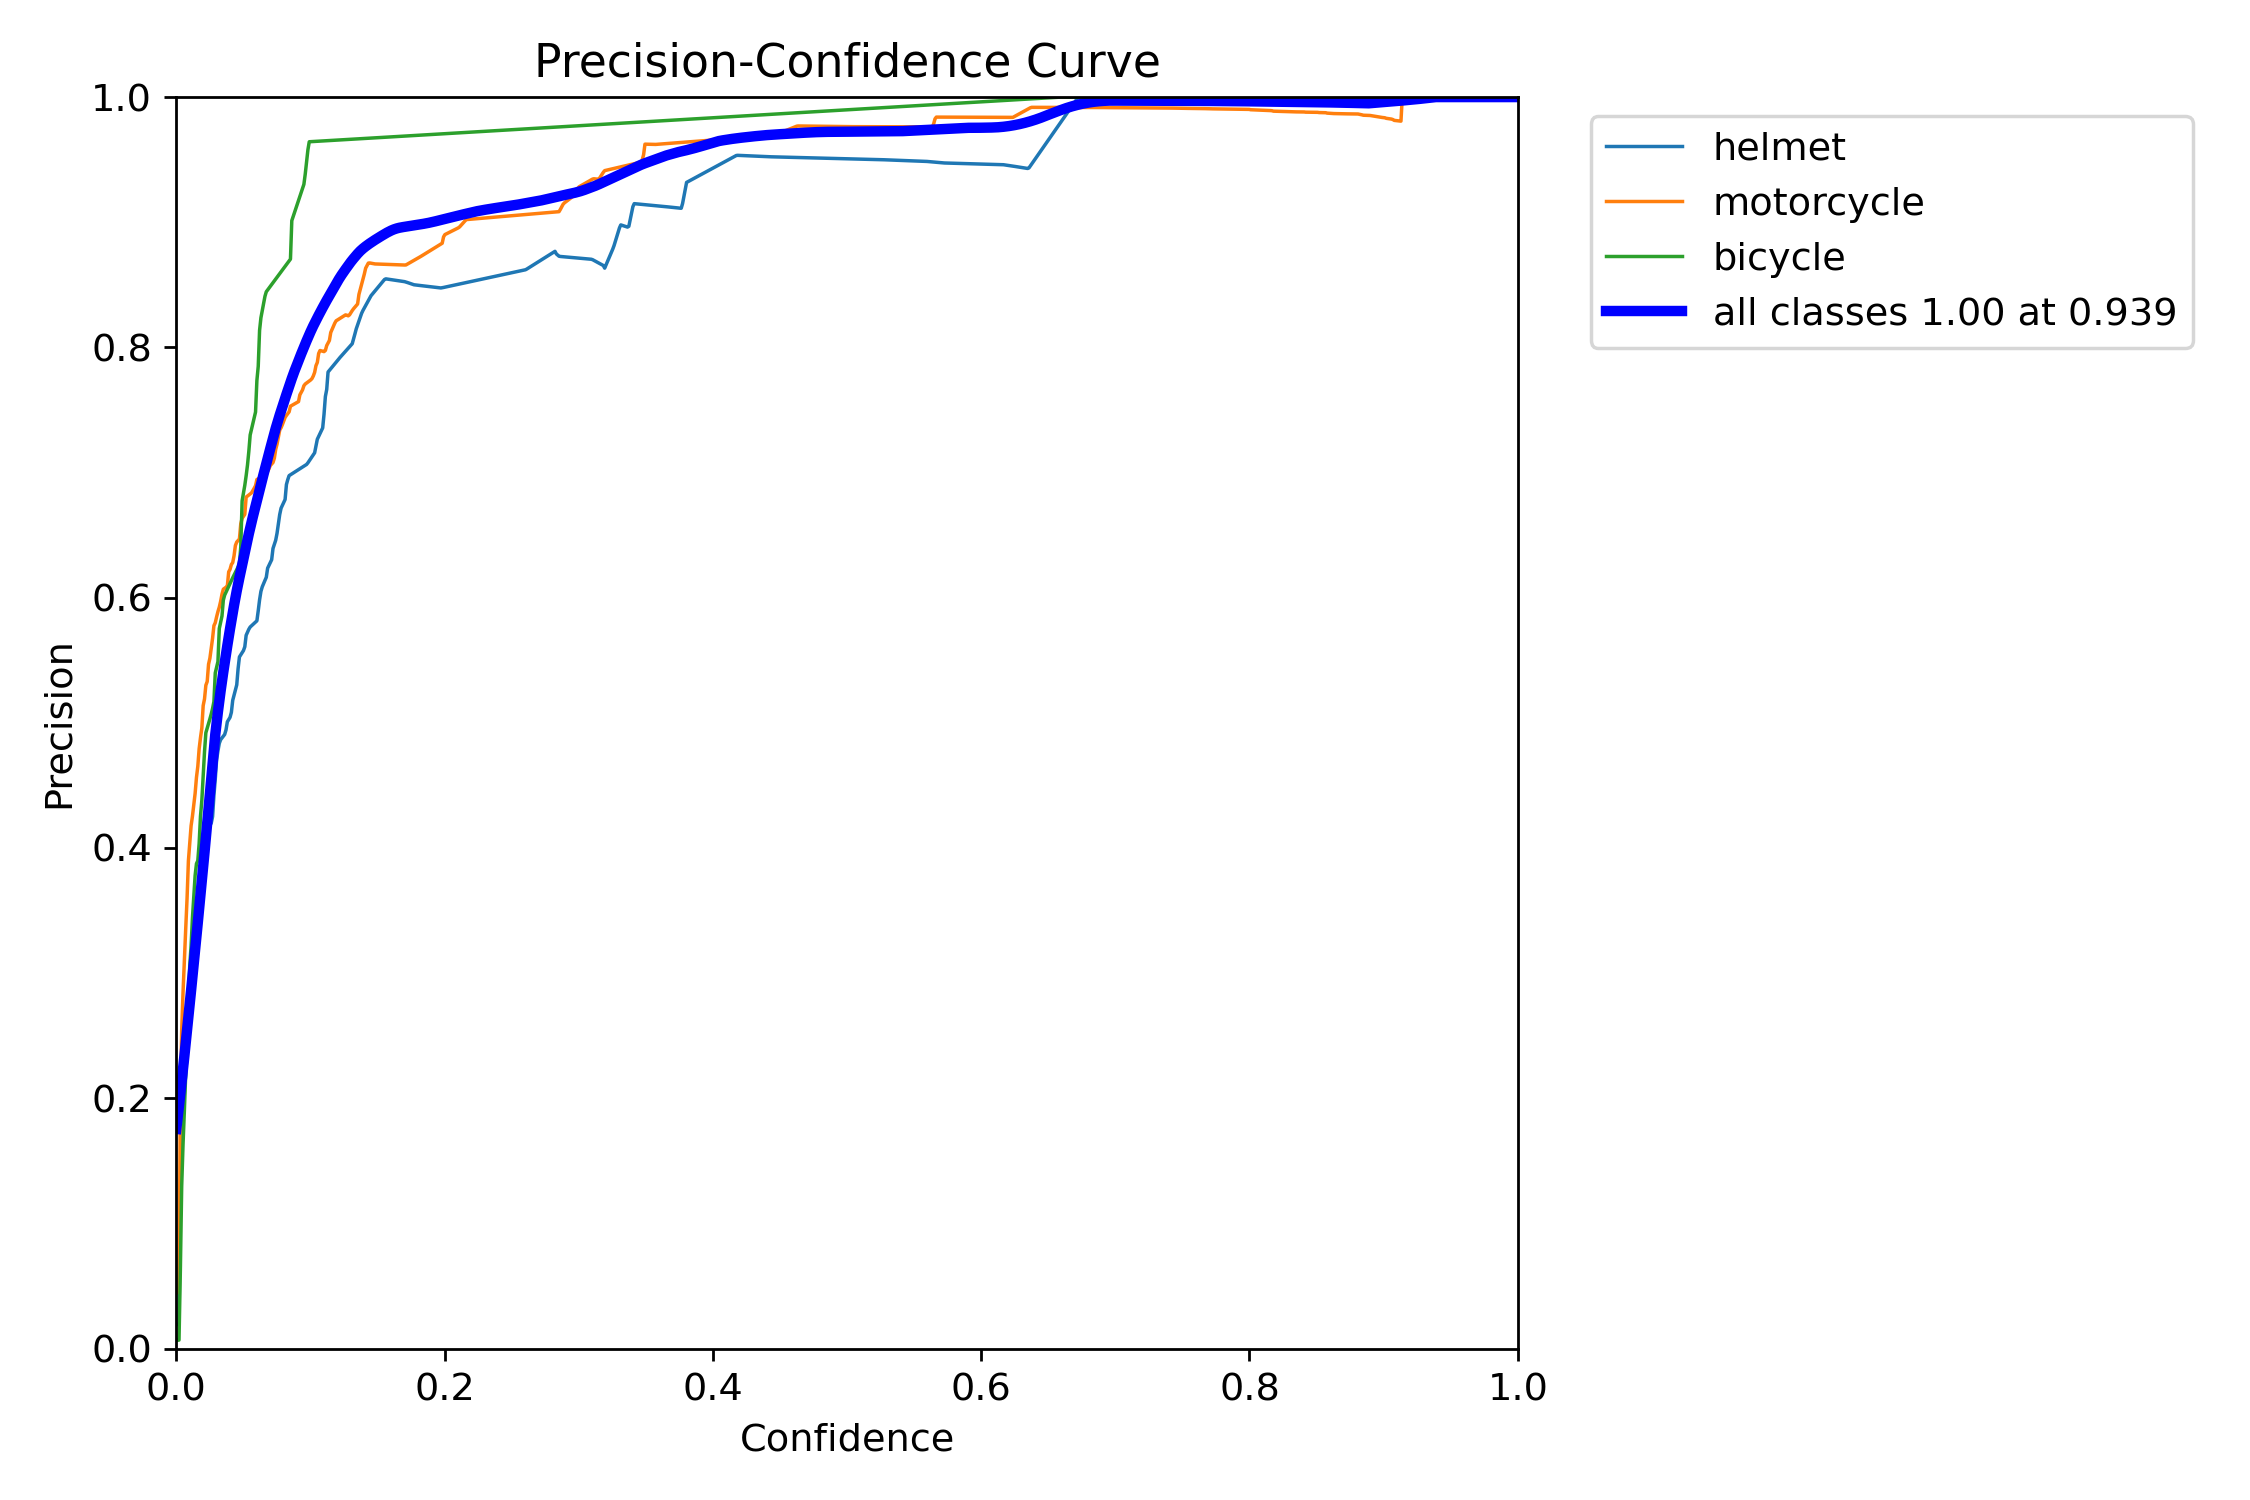 Precision-Confidence Curve
1.0
0.8
0.6
0.4
0.2
0.0
Precision
0.0 0.2 0.4 0.6 0.8 1.0
Confidence
helmet
motorcycle
bicycle
all classes 1.00 at 0.939